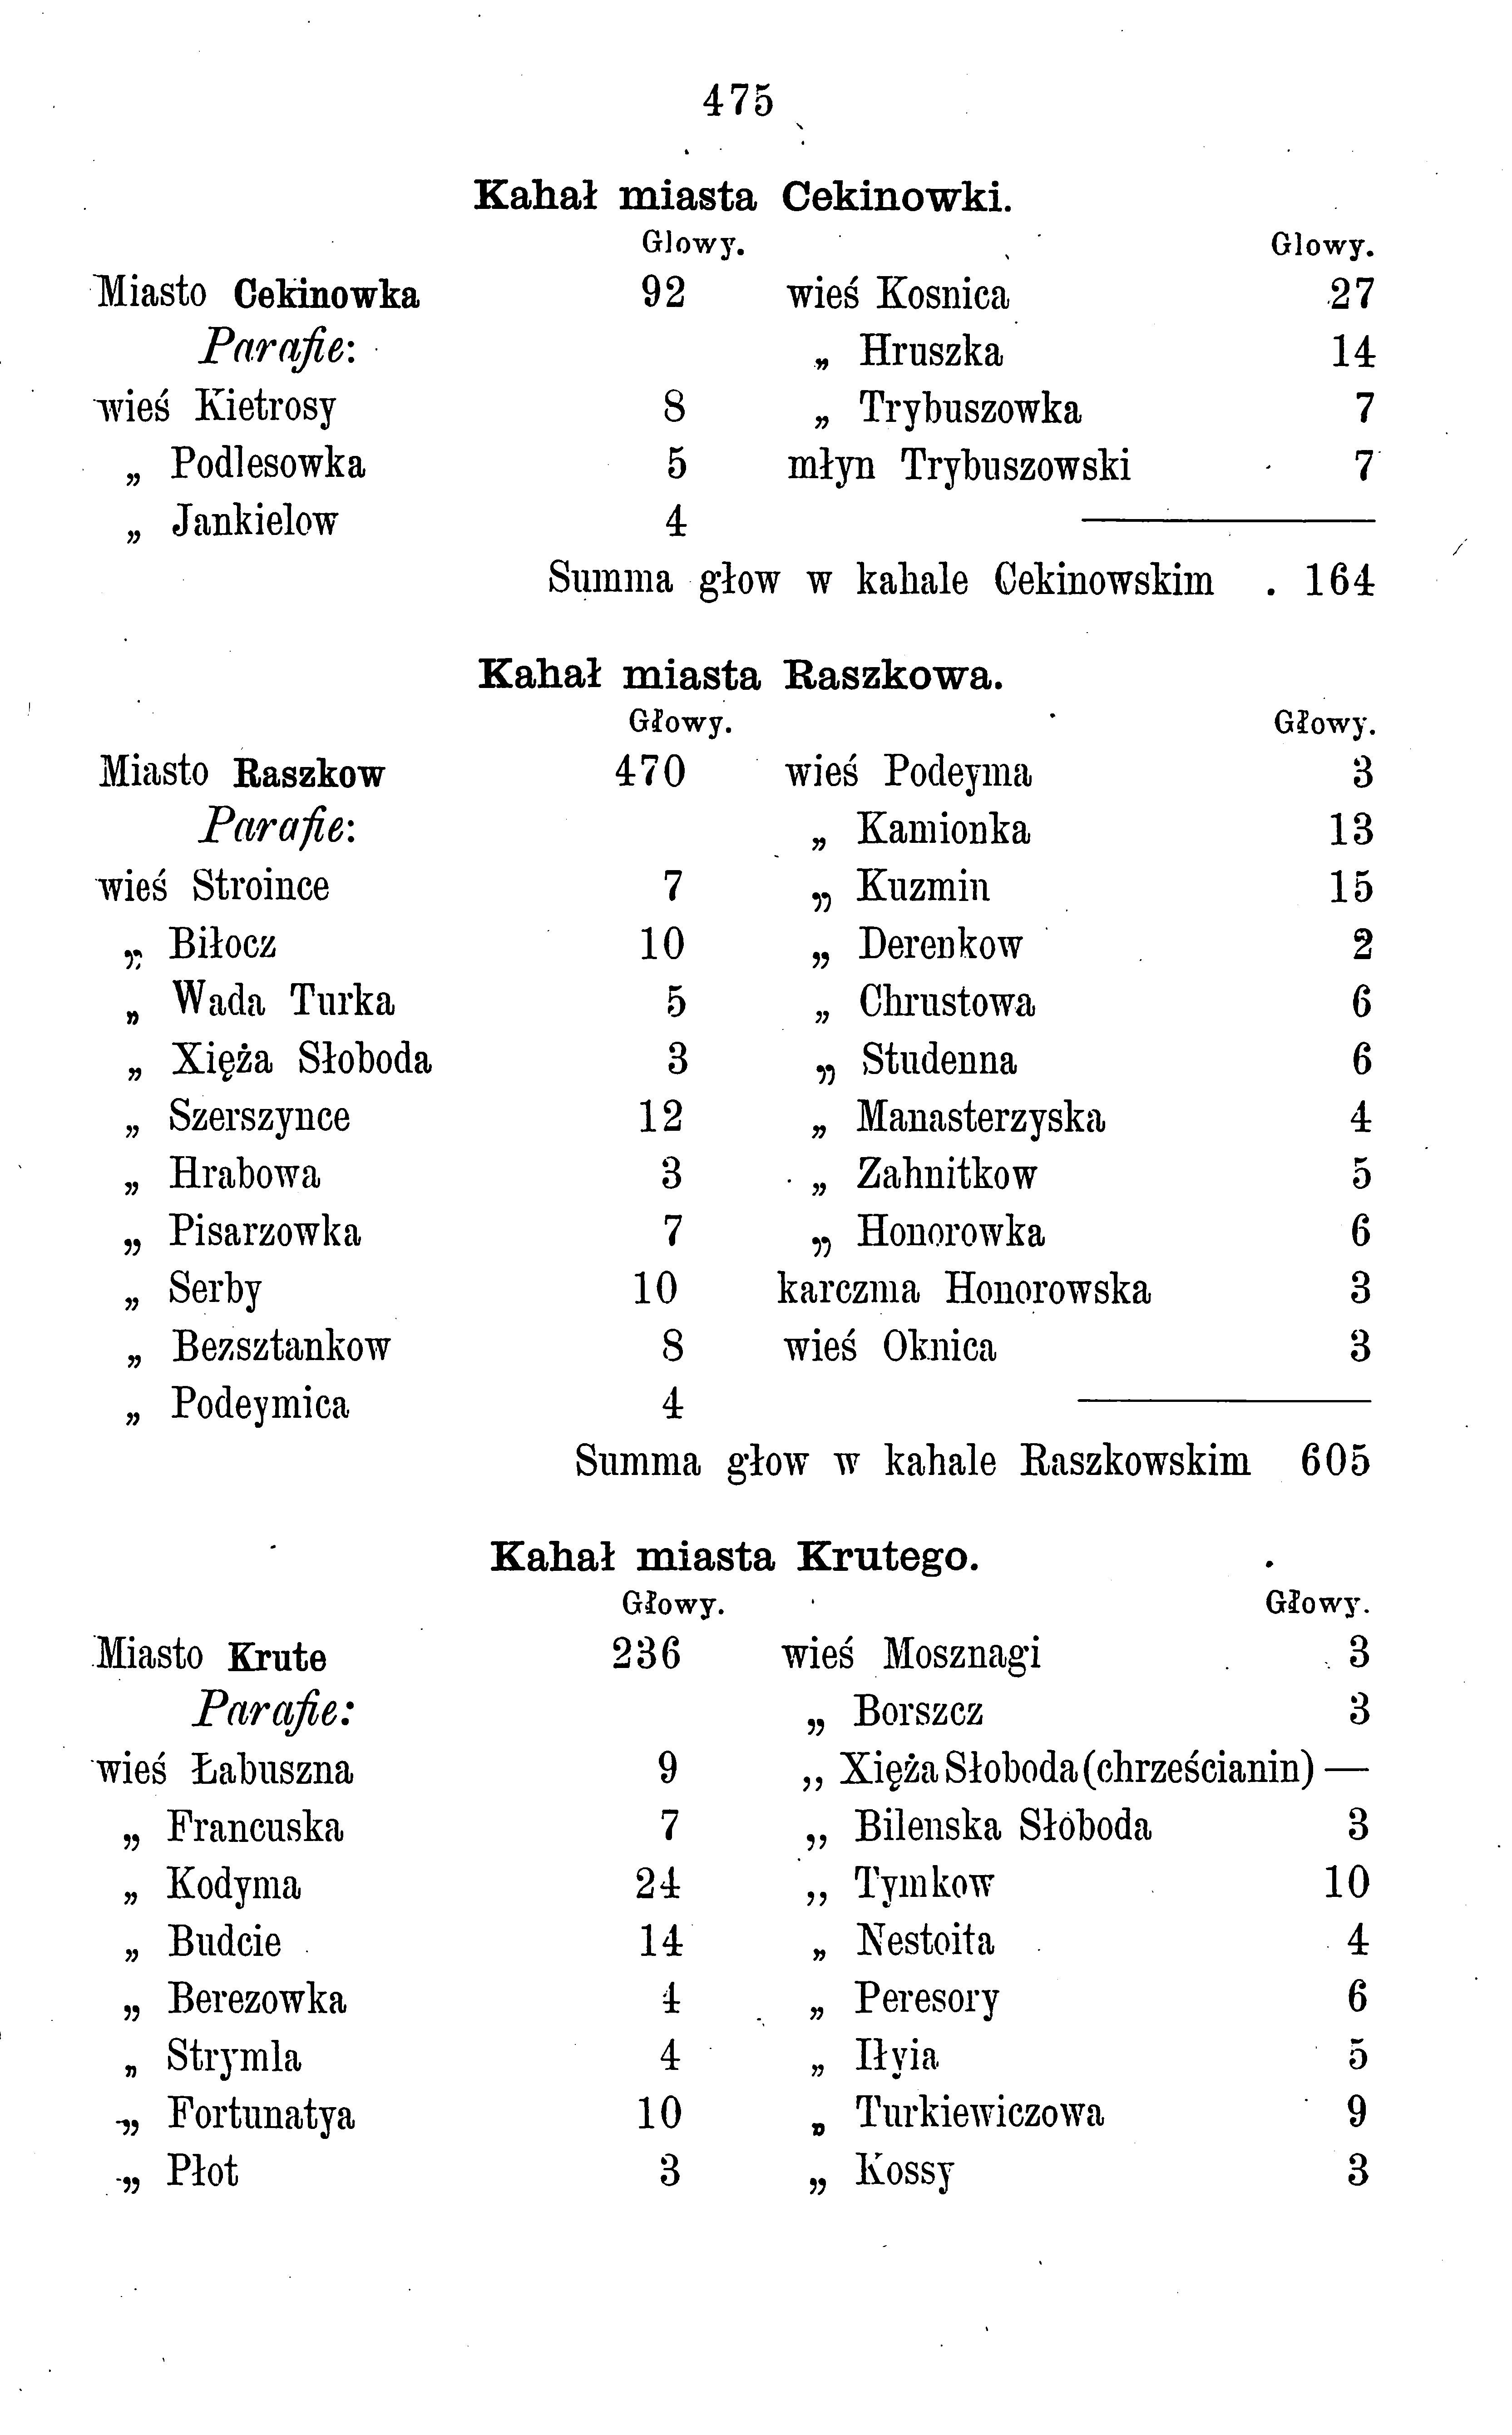 475
Kahał miasta Cekinowki.
Glowy. Glowy.
Miasto Cekinowka 92 wieś Kosnica 27
Parafie: „ Hruszka 14
wieś Kietrosy 8 „ Trybuszowka 7
„ Podlesowka 5 młyn Trybuszowski 7
„ Jankielow 4
Summa głow w kahale Cekinowskim . 164
Kahał miasta Raszkowa.
Głowy. Głowy.
Miasto Raszkow 470 wieś Podeyma 3
Parafie: „ Kamionka 13
wieś Stroince 7 „ Kuzmin 15
„ Biłocz 10 „ Derenkow 2
„ Wada Turka 5 „ Chrustowa 6
„ Xięża Słoboda 3 „ Studenna 6
„ Szerszynce 12 „ Manasterzyska 4
„ Hrabowa 3 „ Zahnitkow 5
„ Pisarzowka 7 „ Honorowka 6
„ Serby 10 karczma Honorowska 3
„ Bezsztankow 8 wieś Oknica 3
„ Podeymica 4
Summa głow w kahale Raszkowskim 605
Kahał miasta Krutego.
Głowy. Głowy.
Miasto Krute 236 wieś Mosznagi 3
Parafie: „ Borszcz 3
wieś Łabuszna 9 ,, Xięża Słoboda (chrześcianin) —
„ Francuska 7 ,, Bilenska Słoboda 3
„ Kodyma 24 ,, Tymkow 10
„ Budcie 14 „ Nestoita 4
„ Berezowka 4 „ Peresory 6
„ Strymla 4 „ Iłyia 5
„ Fortunatya 10 „ Turkiewiczowa 9
„ Płot 3 „ Kossy 3